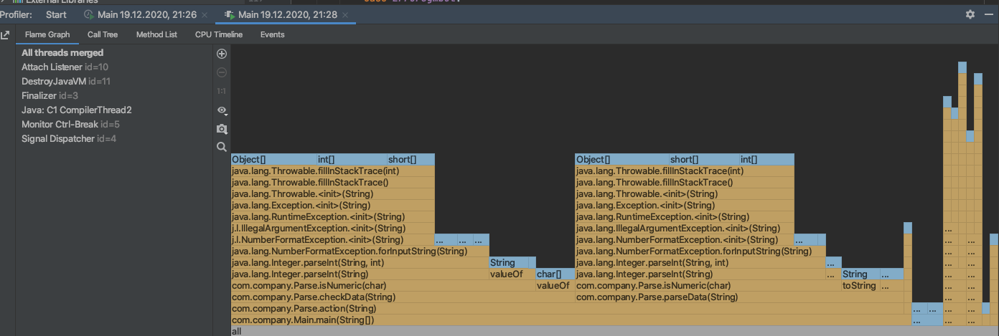 External Libraries
Profiler: Start Main 19.12.2020, 21:26 Main 19.12.2020, 21:28
Flame Graph Call Tree Method List CPU Timeline Events
All threads merged
Attach Listener id=10
DestroyJavaVM id=11
Finalizer id=3
Java: C1 CompilerThread2
Monitor Ctrl-Break id=5
Signal Dispatcher id=4
1:1
Object[] int[] short[] Object[] short[] int[]
java.lang.Throwable.fillInStackTrace(int) java.lang.Throwable.fillInStackTrace(int)
java.lang.Throwable.fillInStackTrace() java.lang.Throwable.fillInStackTrace()
java.lang.Throwable.<init>(String) java.lang.Throwable.<init>(String)
java.lang.Exception.<init>(String) java.lang.Exception.<init>(String)
java.lang.RuntimeException.<init>(String) java.lang.RuntimeException.<init>(String)
j.l.IllegalArgumentException.<init>(String) java.lang.IllegalArgumentException.<init>(String) ...
j.l.NumberFormatException.<init>(String) ... ... ... java.lang.NumberFormatException.<init>(String) ... ... ...
java.lang.NumberFormatException.forInputString(String) java.lang.NumberFormatException.forInputString(String) ... ...
java.lang.Integer.parseInt(String, int) String java.lang.Integer.parseInt(String, int) ... ... ...
java.lang.Integer.parseInt(String) valueOf char[] java.lang.Integer.parseInt(String) ... String ... ... ...
com.company.Parse.isNumeric(char) valueOf com.company.Parse.isNumeric(char) toString ... ... ...
com.company.Parse.checkData(String) com.company.Parse.parseData(String) ... ...
com.company.Parse.action(String) ... ... ... ...
com.company.Main.main(String[]) ... ... ...
all